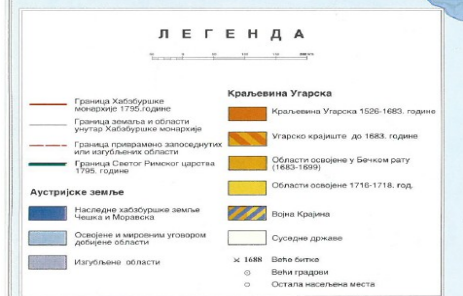 ЛЕГЕНДА
Граница Хабзбуршке
монархије 1795.године
Граница земаља и области
унутар Хабзбуршке монархије
Граница приврамено запоседнутих
или изгубљених области
Граница Светог Римског царства
1795. године
Аустријске земље
Наследне хабзбуршке земље
Чешка и Моравска
Освојене и мировним уговором
добијене области
Изгубљене области
Краљевина Угарска
Краљевина Угарска 1526-1683. године
Угарско крајиште до 1683. године
Области освојене у Бечком рату
(1683-1699)
Области освојене 1716-1718. год.
Војна Крајина
Суседне државе
1688 Веће битке
Већи градови
Остала насељена места